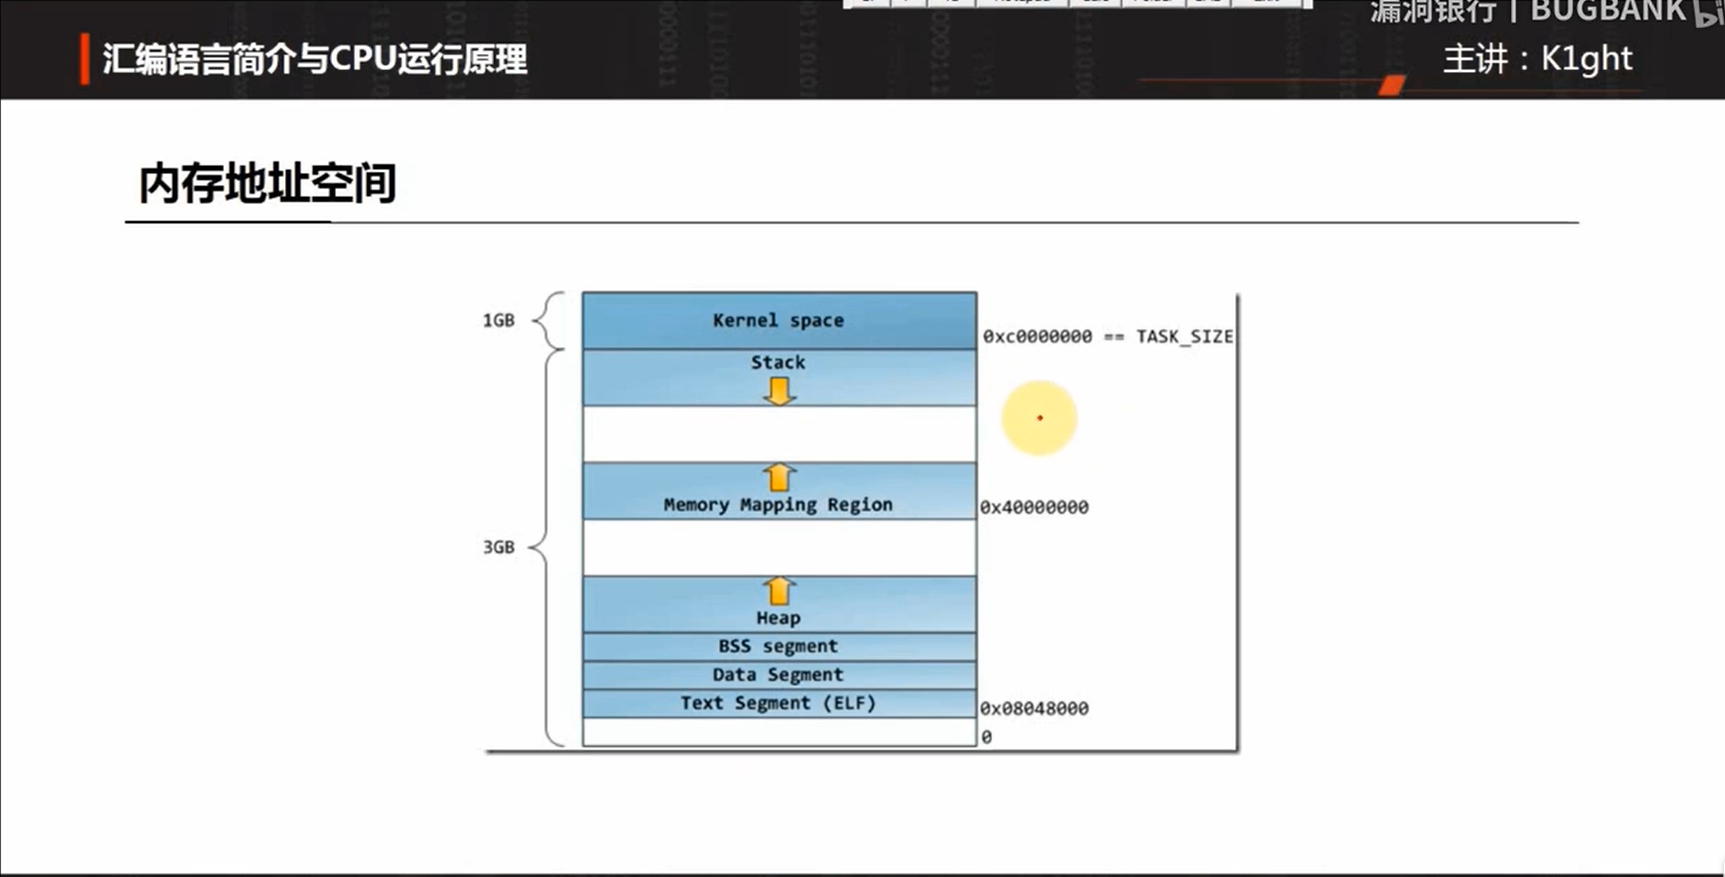 漏洞银行 | BUGBANK
汇编语言简介与CPU运行原理
主讲：K1ght
内存地址空间
1GB
Kernel space
0xc0000000 == TASK_SIZE
Stack
Memory Mapping Region
0x40000000
3GB
Heap
BSS segment
Data Segment
Text Segment (ELF)
0x08048000
0